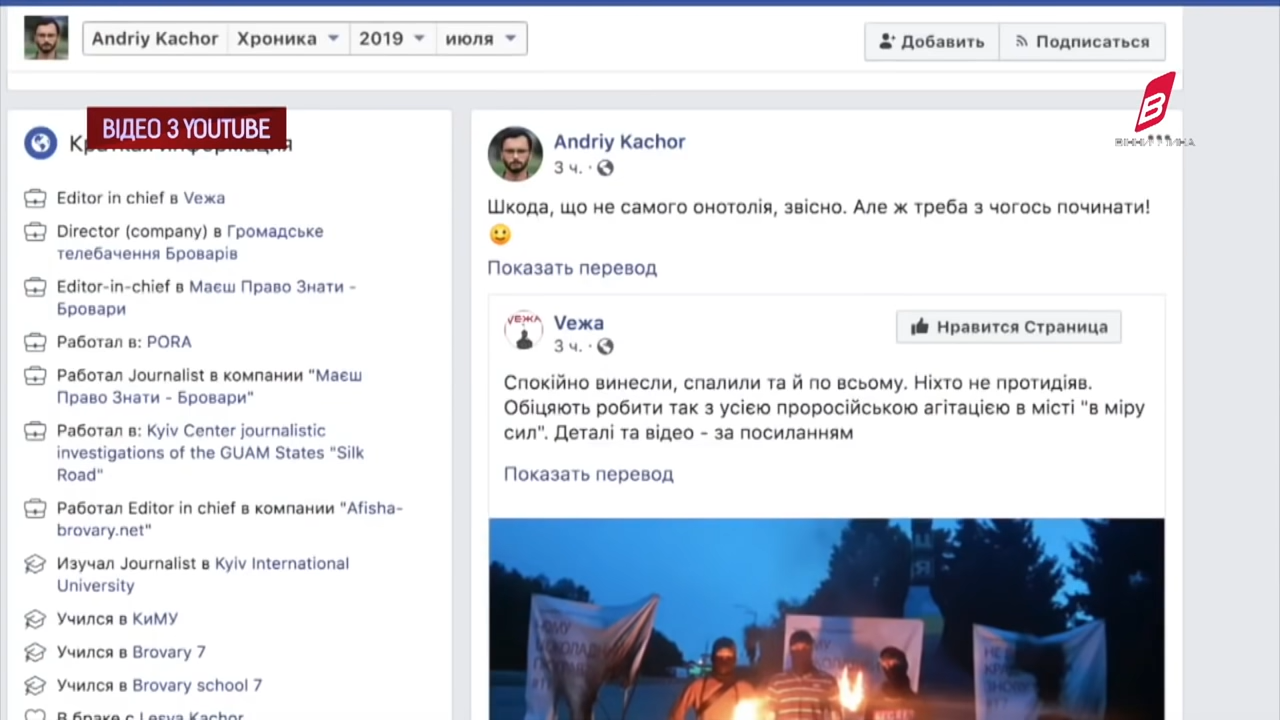 Andriy Kachor Хроника 2019 июля
Добавить Подписаться
ВІДЕО З YOUTUBE
Краткая информация
Editor in chief в Veжа
Director (company) в Громадське
телебачення Броварів
Editor-in-chief в Маєш Право Знати -
Бровари
Работал в: PORA
Работал Journalist в компании "Маєш
Право Знати - Бровари"
Работал в: Kyiv Center journalistic
investigations of the GUAM States "Silk
Road"
Работал Editor in chief в компании "Afisha-
brovary.net"
Изучал Journalist в Kyiv International
University
Учился в КиМУ
Учился в Brovary 7
Учился в Brovary school 7
В браке с Lesya Kachor
Andriy Kachor
3 ч.
Шкода, що не самого онотолія, звісно. Але ж треба з чогось починати!
Показать перевод
Veжа
3 ч.
Нравится Страница
Спокійно винесли, спалили та й по всьому. Ніхто не протидіяв.
Обіцяють робити так з усією проросійською агітацією в місті "в міру
сил". Деталі та відео - за посиланням
Показать перевод